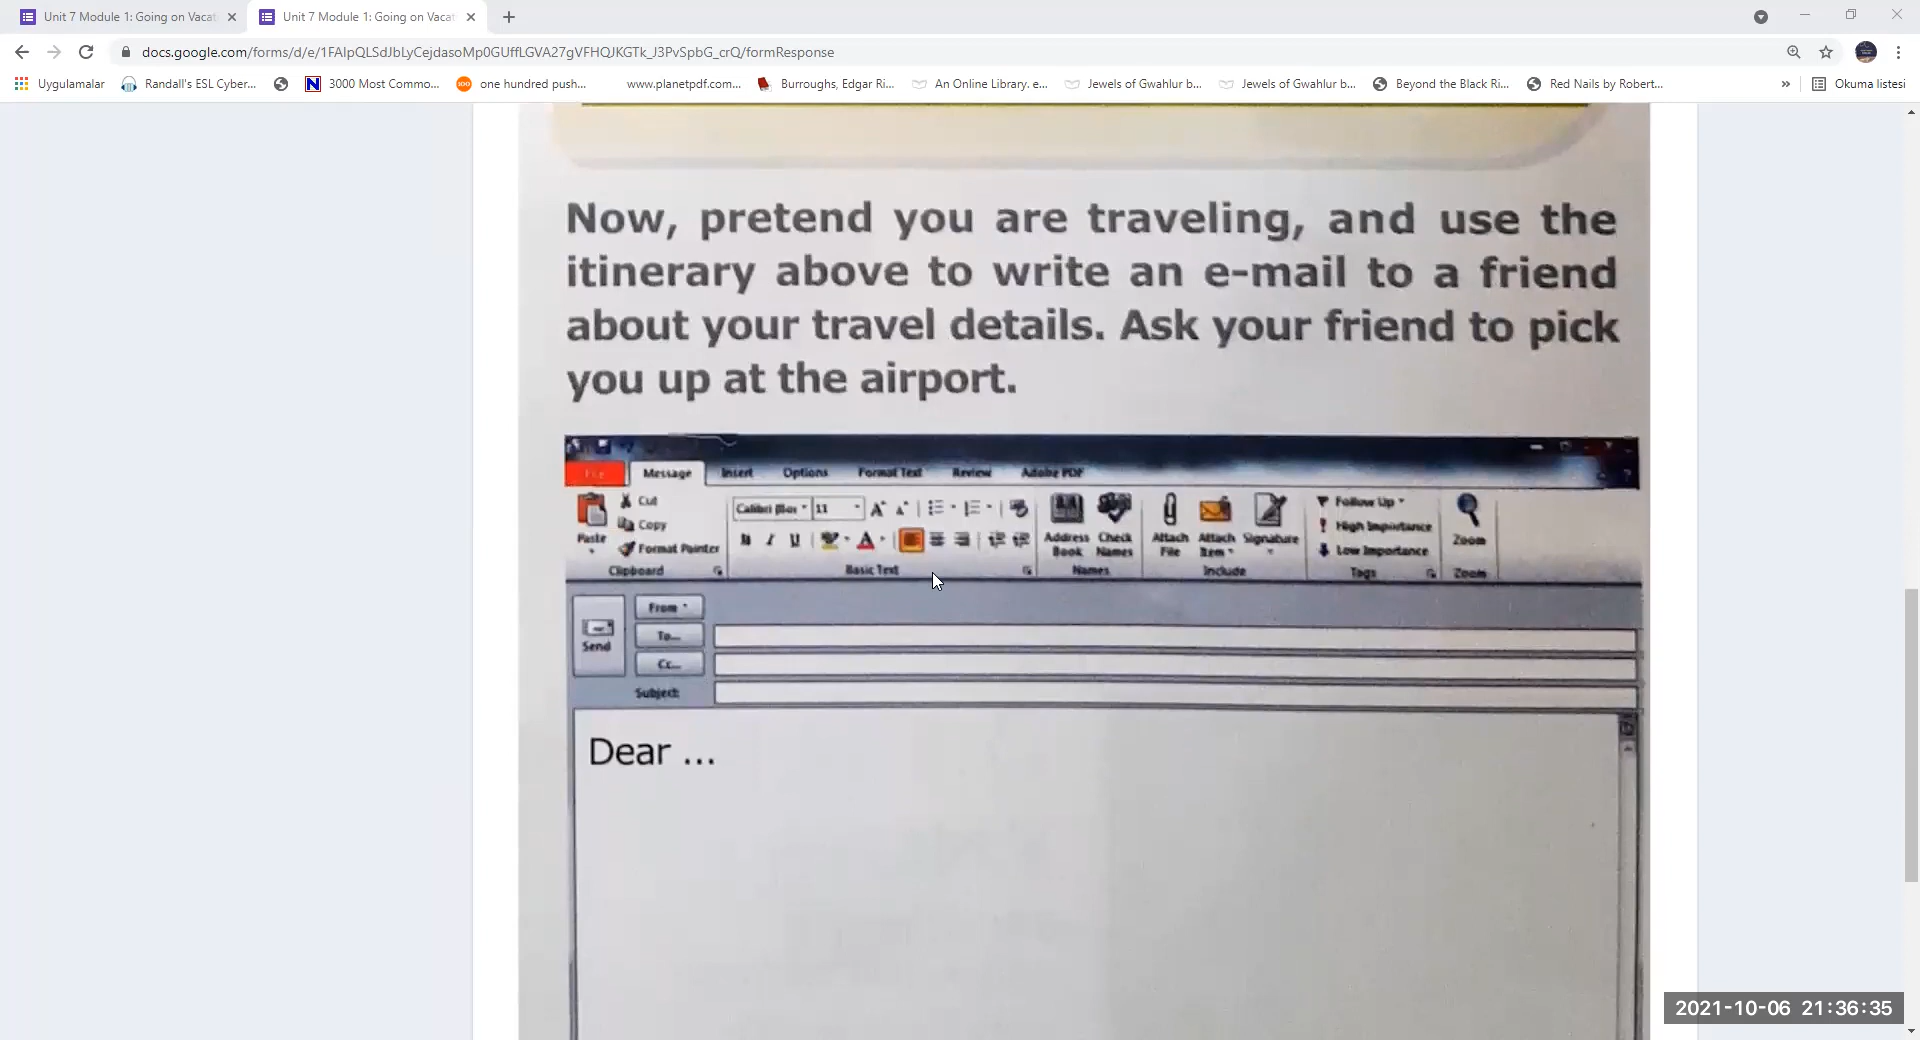 Unit 7 Module 1: Going on Vacat
Unit 7 Module 1: Going on Vacat
docs.google.com/forms/d/e/1FAIpQLSdJbLyCejdasoMp0GUffLGVA27gVFHQJKGTk_J3PvSpbG_crQ/formResponse
Uygulamalar Randall's ESL Cyber... N 3000 Most Commo... 100 one hundred push... www.planetpdf.com... Burroughs, Edgar Ri... An Online Library. e... Jewels of Gwahlur b... Jewels of Gwahlur b... Beyond the Black Ri... Red Nails by Robert... » Okuma listesi
Now, pretend you are traveling, and use the
itinerary above to write an e-mail to a friend
about your travel details. Ask your friend to pick
you up at the airport.
File Message Insert Options Format Text Review Adobe PDF
Cut
Copy
Format Painter
Paste
Clipboard
Calibri (Bo 11
Basic Text
Address Book
Check Names
Names
Attach File
Attach Item
Signature
Include
Follow Up
High Importance
Low Importance
Tags
Zoom
Zoom
Send
From
To...
Cc...
Subject:
Dear ...
2021-10-06 21:36:35